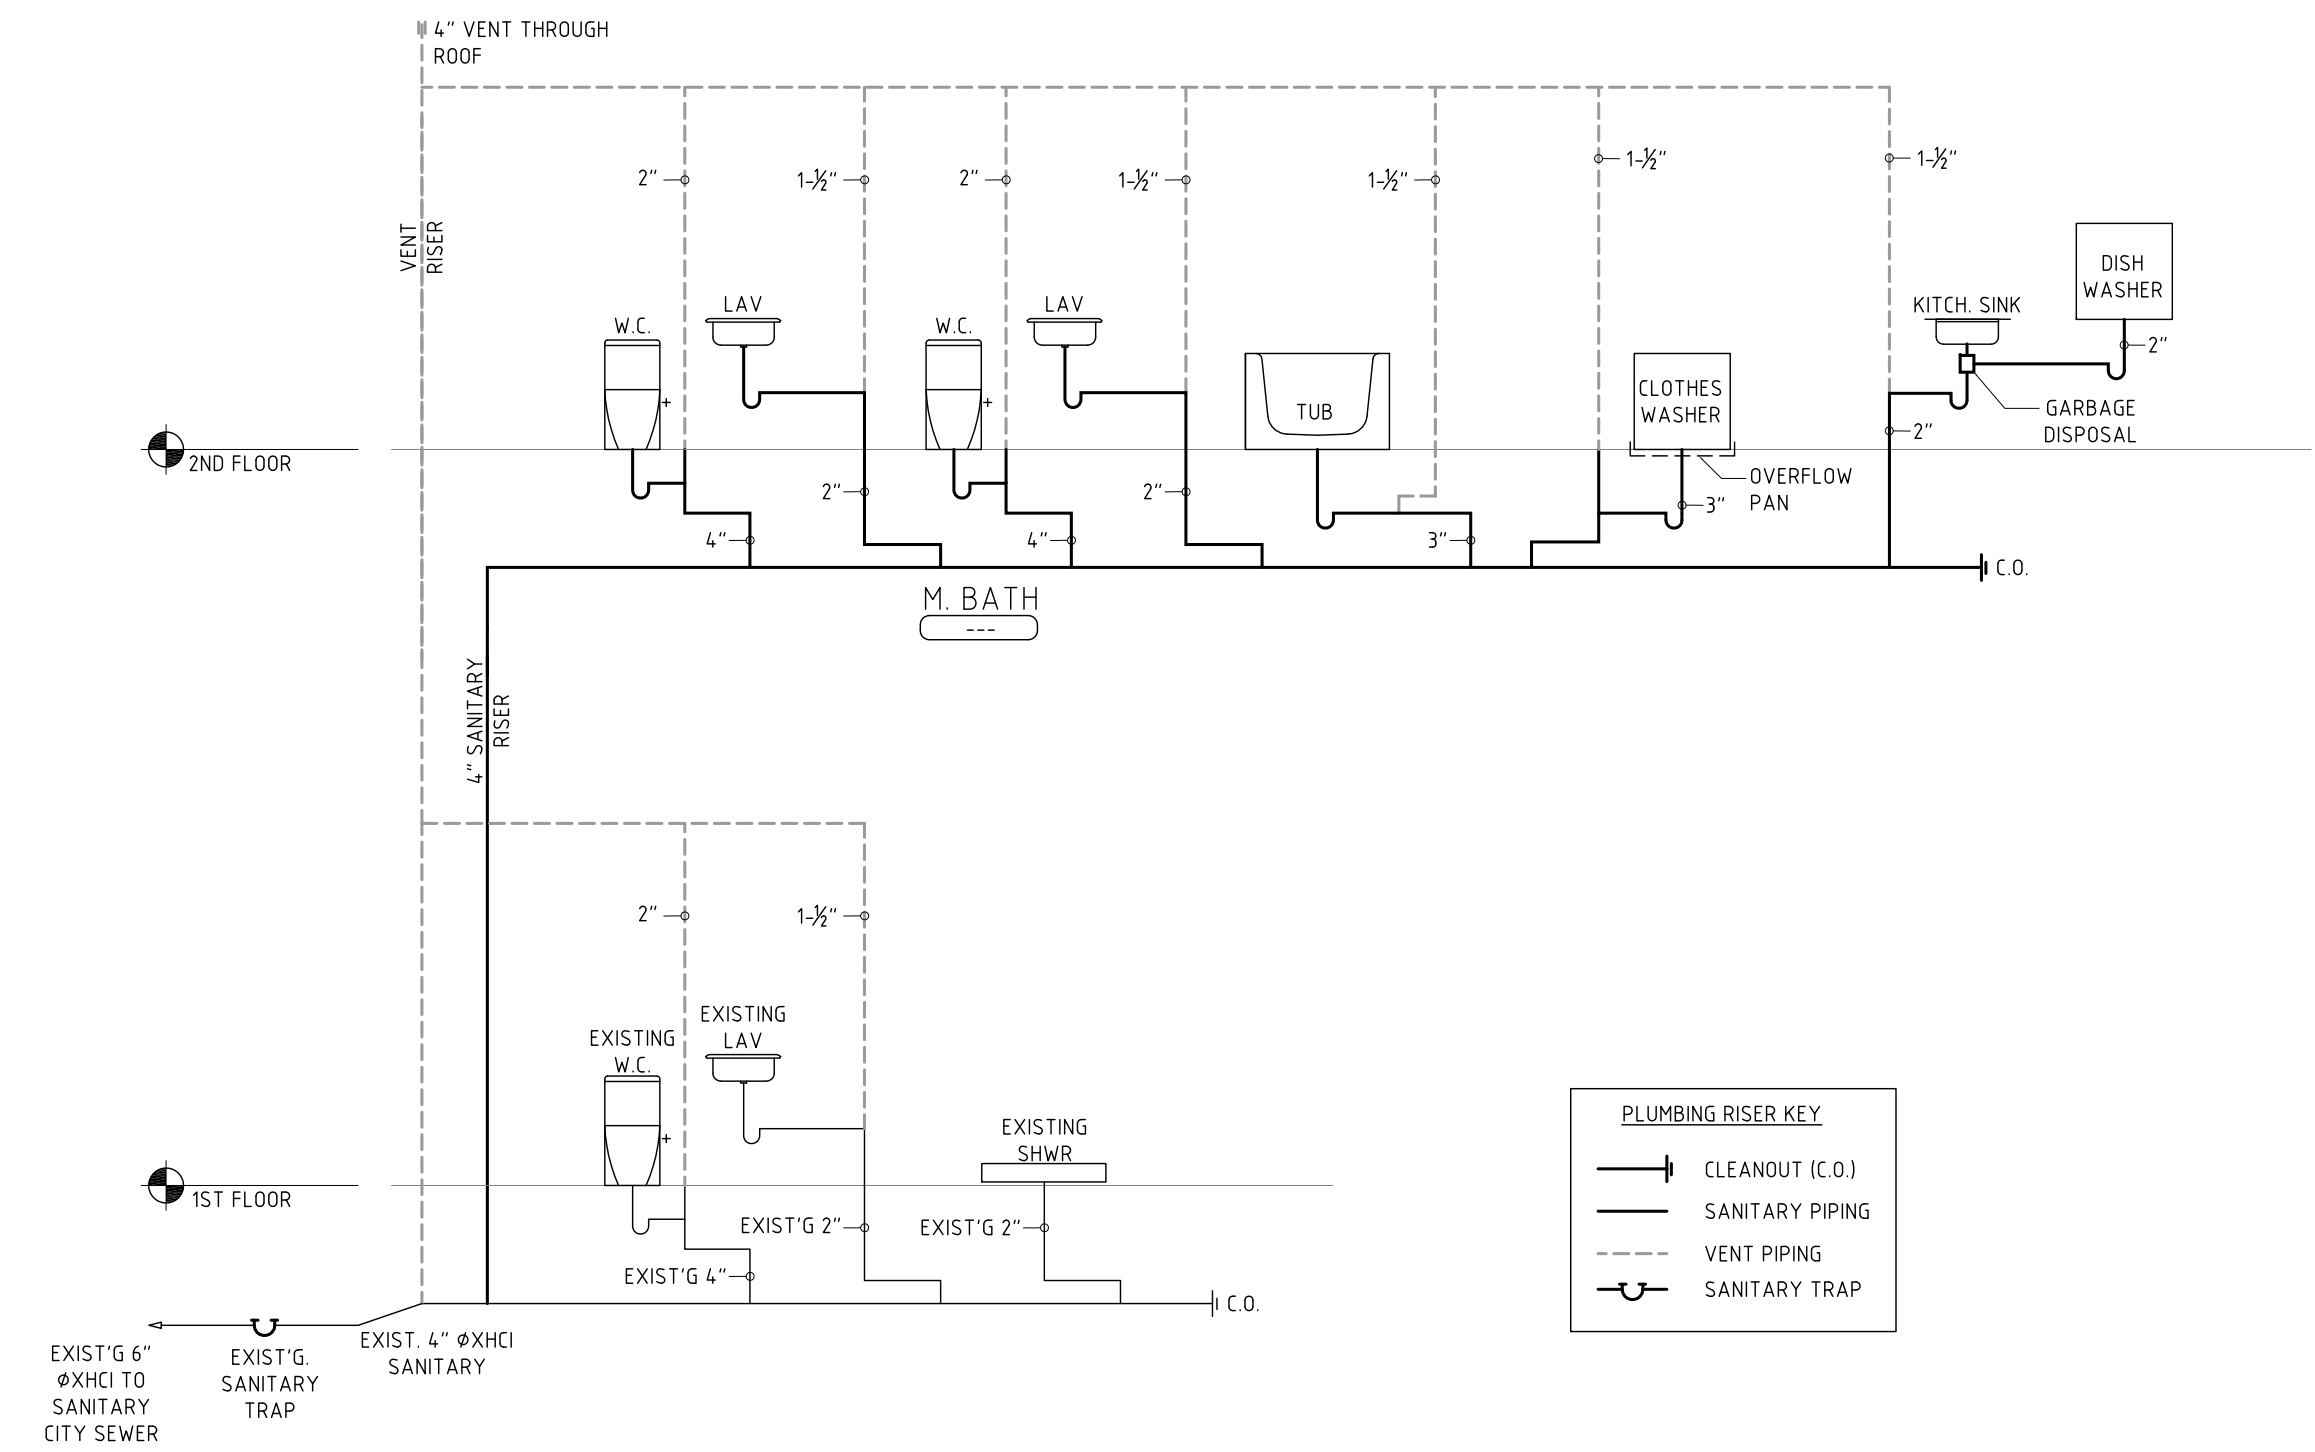 4" VENT THROUGH
ROOF
2"
1-½"
2"
1-½"
1-½"
1-½"
1-½"
VENT
RISER
W.C.
LAV
W.C.
LAV
TUB
CLOTHES
WASHER
KITCH. SINK
DISH
WASHER
2"
GARBAGE
DISPOSAL
2"
2ND FLOOR
OVERFLOW
PAN
3"
2"
2"
4"
4"
3"
C.O.
M. BATH
---
4" SANITARY
RISER
2"
1-½"
EXISTING
W.C.
EXISTING
LAV
EXISTING
SHWR
1ST FLOOR
EXIST'G 2"
EXIST'G 2"
EXIST'G 4"
C.O.
EXIST. 4" ØXHCI
SANITARY
EXIST'G.
SANITARY
TRAP
EXIST'G 6"
ØXHCI TO
SANITARY
CITY SEWER
PLUMBING RISER KEY
CLEANOUT (C.O.)
SANITARY PIPING
VENT PIPING
SANITARY TRAP